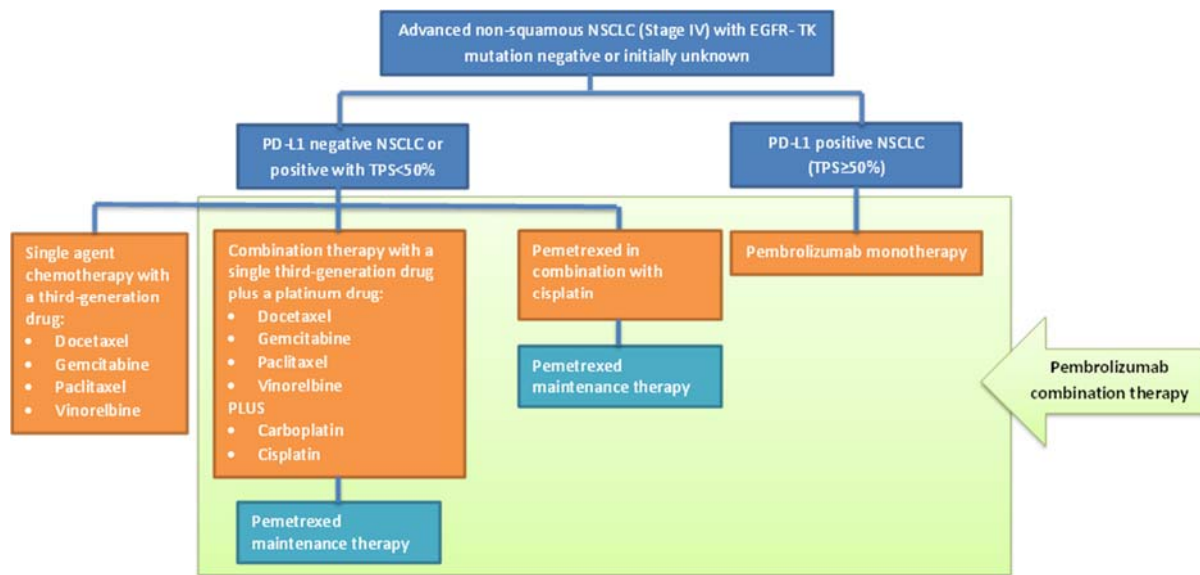 Advanced non-squamous NSCLC (Stage IV) with EGFR- TK
mutation negative or initially unknown
PD-L1 negative NSCLC or
positive with TPS<50%
PD-L1 positive NSCLC
(TPS≥50%)
Single agent
chemotherapy with
a third-generation
drug:
• Docetaxel
• Gemcitabine
• Paclitaxel
• Vinorelbine
Combination therapy with a
single third-generation drug
plus a platinum drug:
• Docetaxel
• Gemcitabine
• Paclitaxel
• Vinorelbine
PLUS
• Carboplatin
• Cisplatin
Pemetrexed in
combination with
cisplatin
Pembrolizumab monotherapy
Pemetrexed
maintenance therapy
Pembrolizumab
combination therapy
Pemetrexed
maintenance therapy